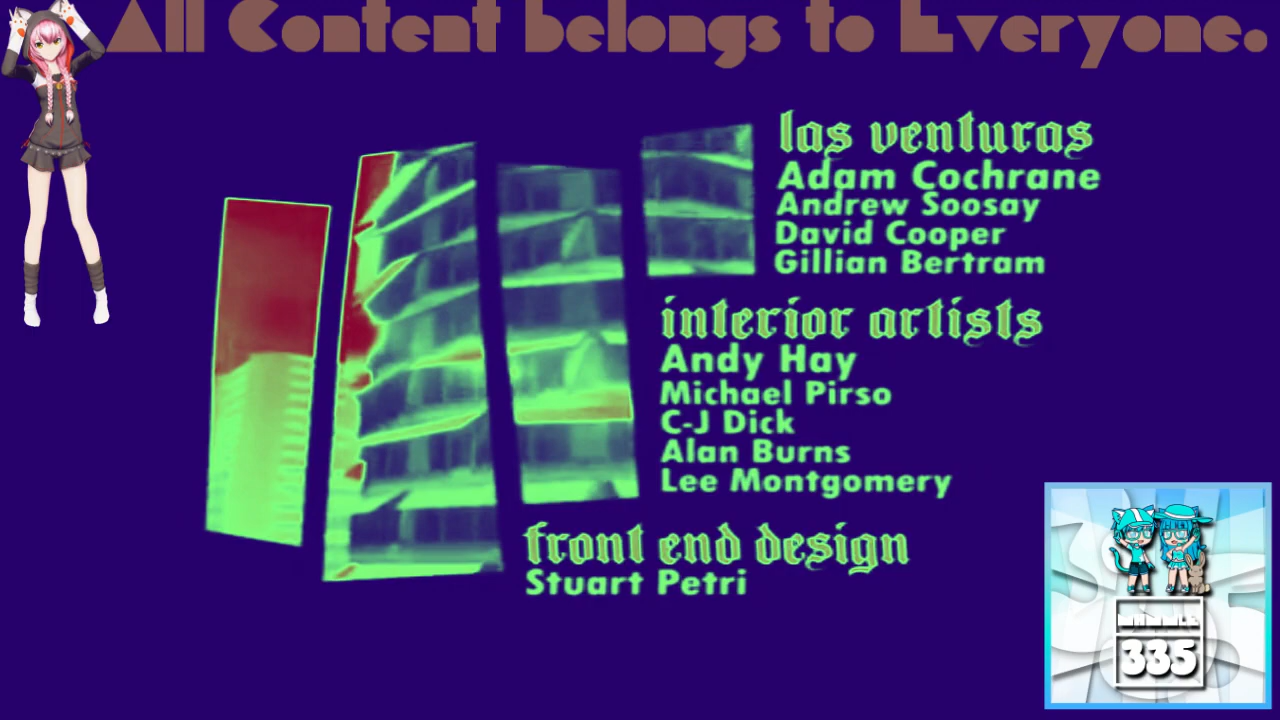 All Content belongs to Everyone.
las venturas
Adam Cochrane
Andrew Soosay
David Cooper
Gillian Bertram
interior artists
Andy Hay
Michael Pirso
C-J Dick
Alan Burns
Lee Montgomery
front end design
Stuart Petri
335